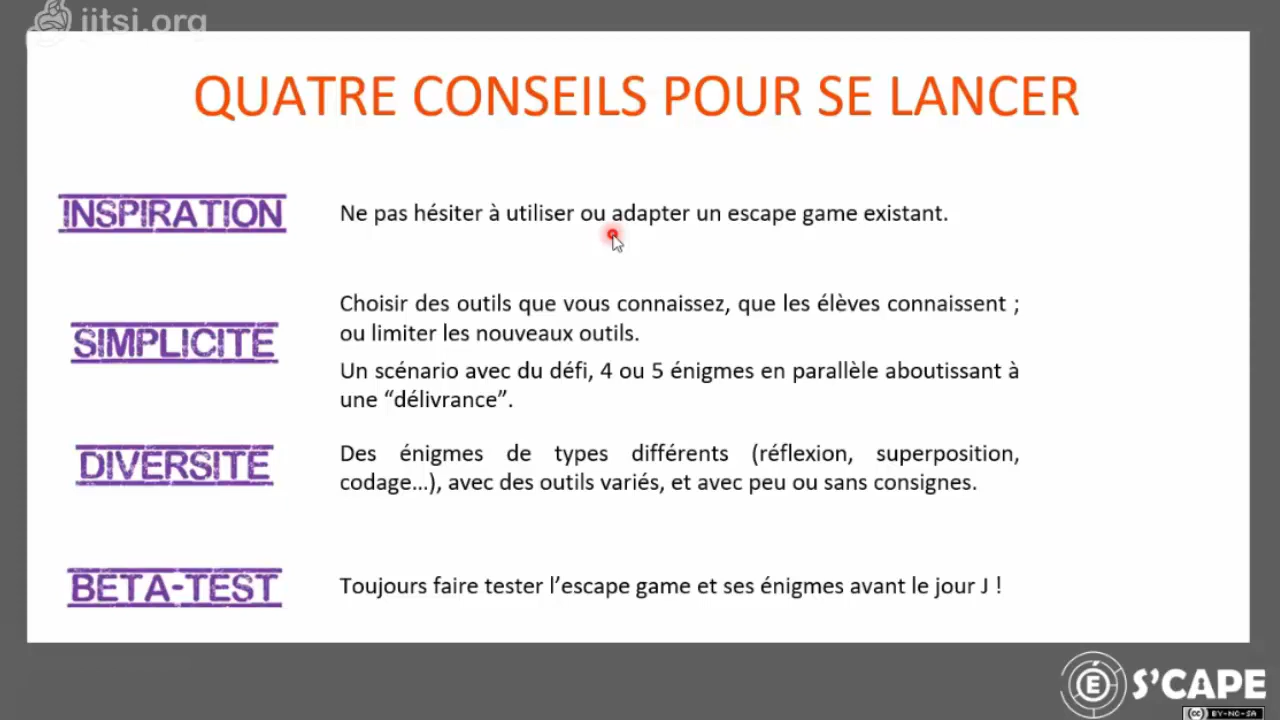 jitsi.org
QUATRE CONSEILS POUR SE LANCER
INSPIRATION
Ne pas hésiter à utiliser ou adapter un escape game existant.
SIMPLICITE
Choisir des outils que vous connaissez, que les élèves connaissent ;
ou limiter les nouveaux outils.
Un scénario avec du défi, 4 ou 5 énigmes en parallèle aboutissant à
une “délivrance”.
DIVERSITE
Des énigmes de types différents (réflexion, superposition,
codage…), avec des outils variés, et avec peu ou sans consignes.
BETA-TEST
Toujours faire tester l’escape game et ses énigmes avant le jour J !
É S’CAPE
cc BY-NC-SA